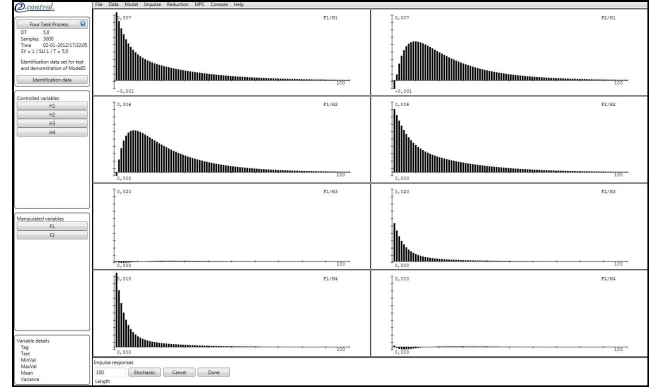 2-control.
File Data Model Impulse Reduction MPC Console Help
Four Tank Process
DT 5,0
Samples 3000
Time 02-01-2012/17:32:05
SY = 1 / SU 1 / T = 5,0
Identification data set for test
and demonstration of ModelID
Identification data
Controlled variables
H1
H2
H3
H4
Manipulated variables
F1
F2
Variable details
Tag
Text
MinVal
MaxVal
Mean
Variance
0,007 F1/H1
-0,001 100
0,007 F2/H1
-0,001 100
0,006 F1/H2
0,000 100
0,006 F2/H2
0,000 100
0,020 F1/H3
0,000 100
0,020 F2/H3
0,000 100
0,010 F1/H4
0,000 100
0,010 F2/H4
0,000 100
Impulse responses
100 Stochastic Cancel Done
Length